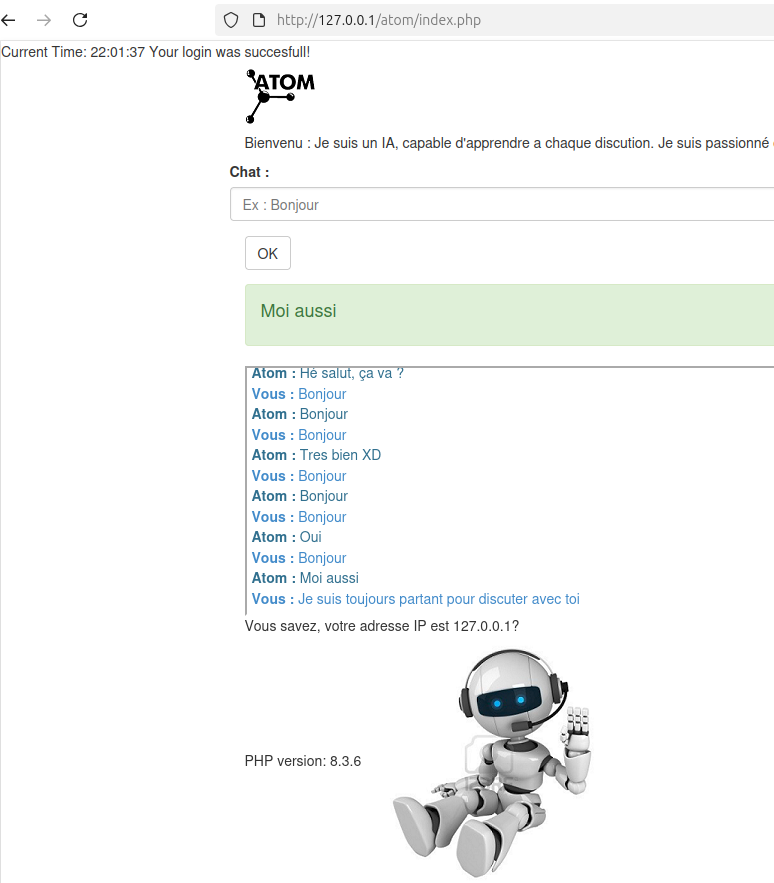 http://127.0.0.1/atom/index.php
Current Time: 22:01:37 Your login was succesfull!
ATOM
Bienvenu : Je suis un IA, capable d'apprendre a chaque discution. Je suis passionné
Chat :
Ex : Bonjour
OK
Moi aussi
Atom : Hé salut, ça va ?
Vous : Bonjour
Atom : Bonjour
Vous : Bonjour
Atom : Tres bien XD
Vous : Bonjour
Atom : Bonjour
Vous : Bonjour
Atom : Oui
Vous : Bonjour
Atom : Moi aussi
Vous : Je suis toujours partant pour discuter avec toi
Vous savez, votre adresse IP est 127.0.0.1?
PHP version: 8.3.6